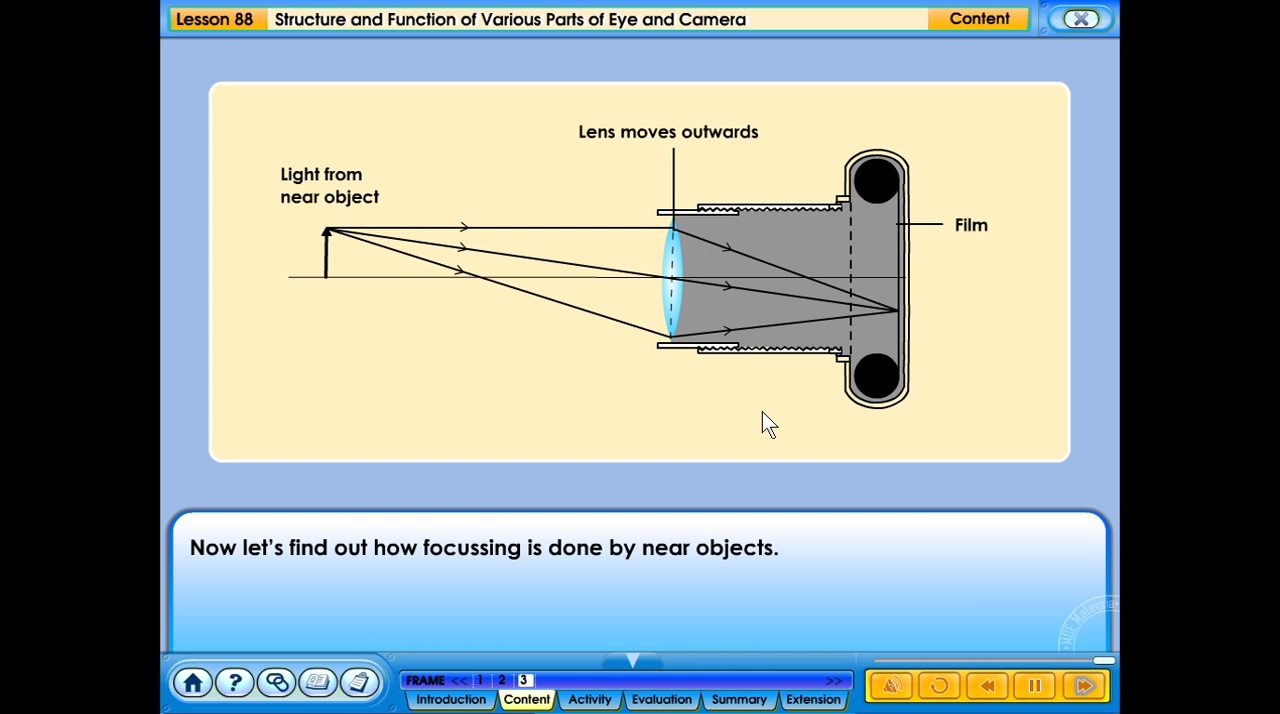 Lesson 88
Structure and Function of Various Parts of Eye and Camera
Content
Lens moves outwards
Light from
near object
Film
Now let's find out how focussing is done by near objects.
MOE Malaysia
FRAME << 1 2 3 >>
Introduction
Content
Activity
Evaluation
Summary
Extension